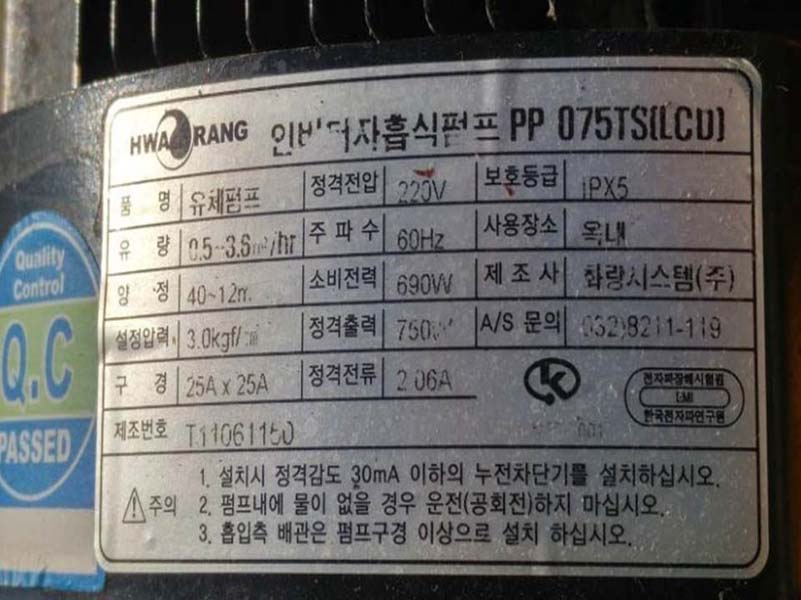 HWA RANG 인버터자흡식펌프 PP 075TS(LCD)
품 명 유체펌프 정격전압 220V 보호등급 IPX5
유 량 0.5~3.6㎥/hr 주 파 수 60Hz 사용장소 옥내
양 정 40~12m 소비전력 690W 제 조 사 화랑시스템(주)
설정압력 3.0kgf/㎠ 정격출력 750W A/S 문의
구 경 25A x 25A 정격전류 2.06A
전자파장해시험필
EMI
한국전자파연구원
제조번호 T11061150
주의
1. 설치시 정격감도 30mA 이하의 누전차단기를 설치하십시오.
2. 펌프내에 물이 없을 경우 운전(공회전)하지 마십시오.
3. 흡입측 배관은 펌프구경 이상으로 설치 하십시오.
Quality
Control
Q.C
PASSED